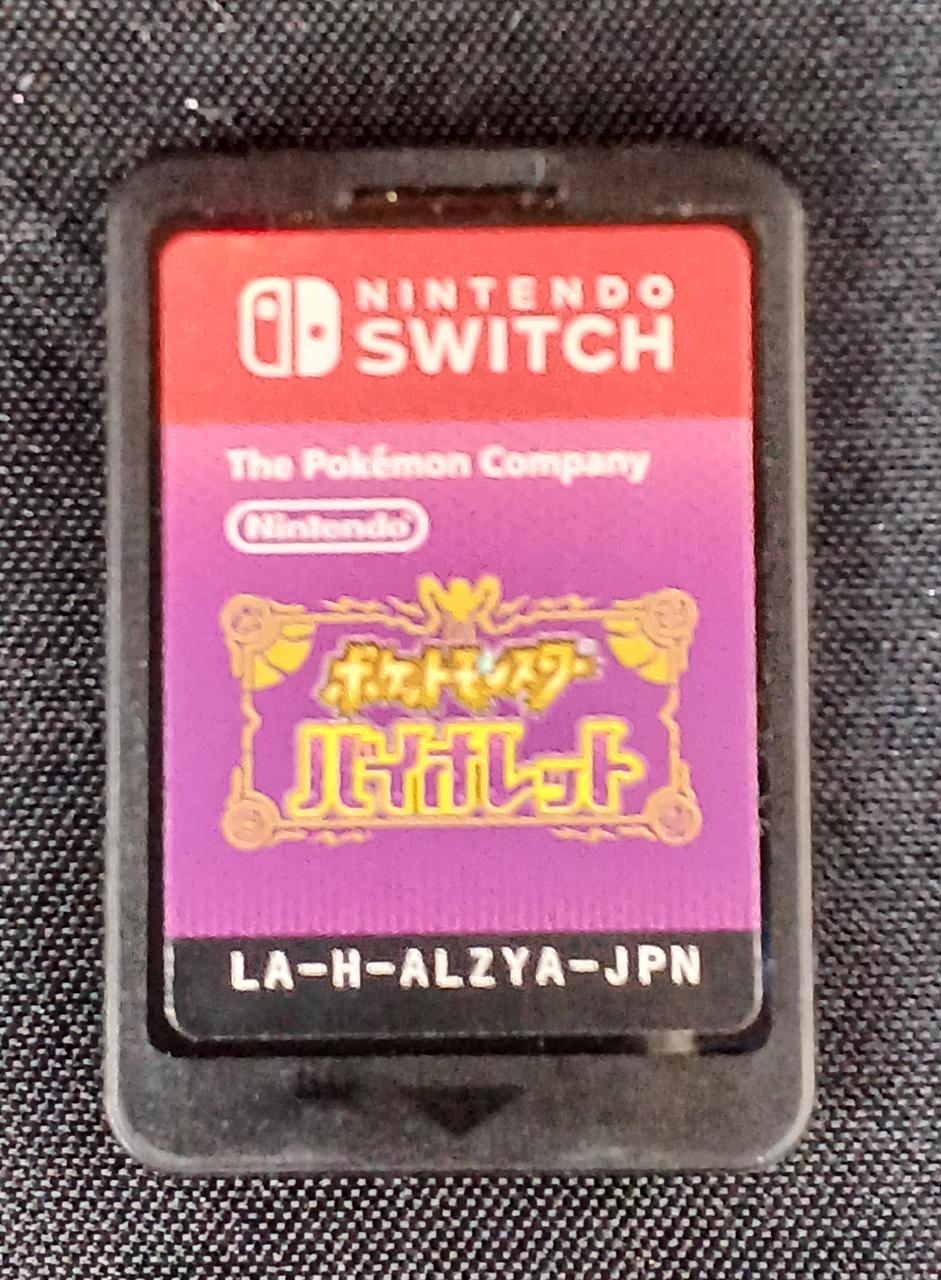 NINTENDO
SWITCH
The Pokémon Company
Nintendo
ポケットモンスター
バイオレット
LA-H-ALZYA-JPN